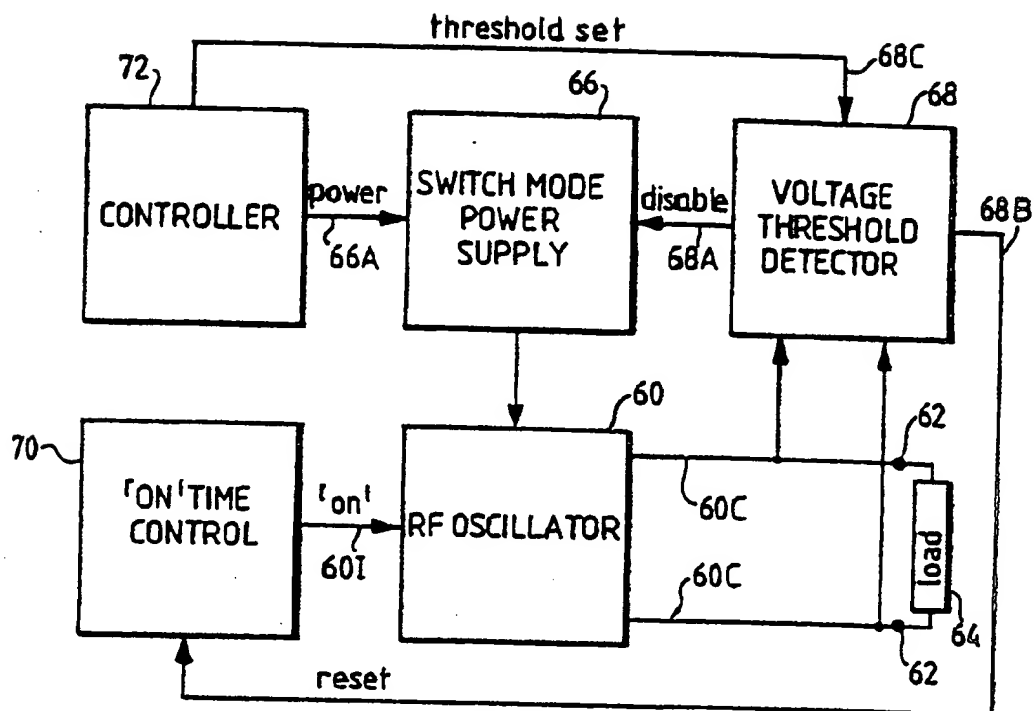 threshold set
68C
72
66
68
CONTROLLER
power
66A
SWITCH MODE
POWER
SUPPLY
disable
68A
VOLTAGE
THRESHOLD
DETECTOR
68B
70
'ON' TIME
CONTROL
'on'
60I
60
RF OSCILLATOR
60C
60C
62
load
64
62
reset